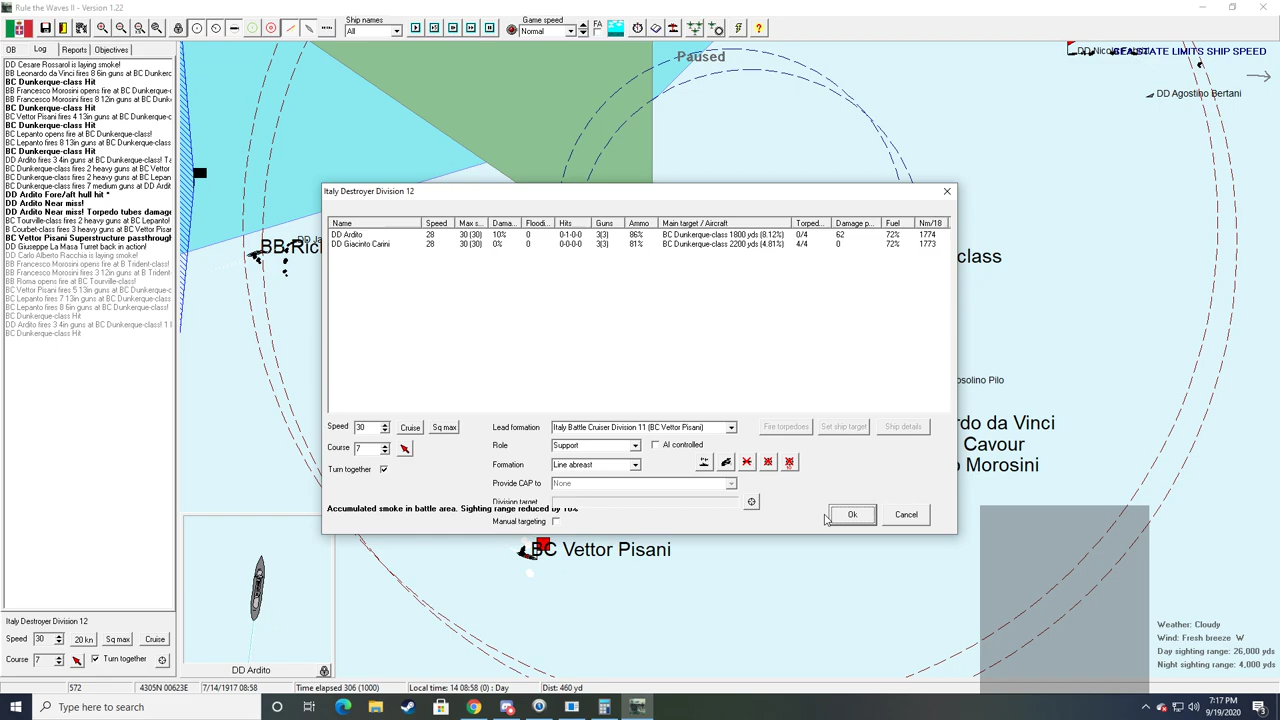 Rule the Waves II - Version 1.22
Ship names
All
Game speed
Normal
FA
OB
Log
Reports
Objectives
DD Cesare Rossarol is laying smoke!
BB Leonardo da Vinci fires 8 6in guns at BC Dunkerq
BC Dunkerque-class Hit
BB Francesco Morosini opens fire at BC Dunkerque-
BB Francesco Morosini fires 8 12in guns at BC Dunk
BC Dunkerque-class Hit
BC Vettor Pisani fires 4 13in guns at BC Dunkerque-
BC Dunkerque-class Hit
BC Lepanto opens fire at BC Dunkerque-class!
BC Lepanto fires 8 13in guns at BC Dunkerque-class
BC Dunkerque-class Hit
DD Ardito fires 3 4in guns at BC Dunkerque-class! Ta
BC Dunkerque-class fires 2 heavy guns at BC Vettor
BC Dunkerque-class fires 2 heavy guns at BC Lepan
BC Dunkerque-class fires 7 medium guns at DD Ardit
DD Ardito Fore/aft hull hit *
DD Ardito Near miss!
DD Ardito Near miss! Torpedo tubes damage
BC Tourville-class fires 2 heavy guns at BC Lepanto!
B Courbet-class fires 3 heavy guns at BC Vettor Pisa
BC Vettor Pisani Superstructure passthroug
DD Giuseppe La Masa Turret back in action!
DD Carlo Alberto Racchia is laying smoke!
BB Francesco Morosini opens fire at B Trident-class!
BB Francesco Morosini fires 3 12in guns at B Trident-
BB Roma opens fire at BC Tourville-class!
BC Vettor Pisani fires 5 13in guns at BC Dunkerque-
BC Lepanto fires 7 13in guns at BC Dunkerque-class
BC Lepanto fires 8 6in guns at BC Dunkerque-class!
BC Dunkerque-class Hit
DD Ardito fires 3 4in guns at BC Dunkerque-class! 1
BC Dunkerque-class Hit
Paused
DD Nico
SEA STATE LIMITS SHIP SPEED
DD Agostino Bertani
BB Ric
class
osolino Pilo
rdo da Vinci
Cavour
Morosini
BC Vettor Pisani
Italy Destroyer Division 12
Name Speed Max s... Dama... Floodi... Hits Guns Ammo Main target / Aircraft Torped... Damage p... Fuel Nm/18
DD Ardito 28 30 (30) 10% 0 0-1-0-0 3(3) 86% BC Dunkerque-class 1800 yds (8.12%) 0/4 62 72% 1774
DD Giacinto Carini 28 30 (30) 0% 0 0-0-0-0 3(3) 81% BC Dunkerque-class 2200 yds (4.81%) 4/4 0 72% 1773
Speed 30 Cruise Sq max
Course 7
Turn together
Lead formation Italy Battle Cruiser Division 11 (BC Vettor Pisani)
Fire torpedoes Set ship target Ship details
Role Support AI controlled
Formation Line abreast
Provide CAP to None
Division target
Accumulated smoke in battle area. Sighting range reduced by 10%
Manual targeting
Ok Cancel
Italy Destroyer Division 12
Speed 30 20 kn Sq max Cruise
Course 7 Turn together
DD Ardito
Weather: Cloudy
Wind: Fresh breeze W
Day sighting range: 26,000 yds
Night sighting range: 4,000 yds
572
4305N 00623E
7/14/1917 08:58
Time elapsed 306 (1000)
Local time: 14 08:58 (0) : Day
Dist: 460 yd
Type here to search
7:17 PM
9/19/2020